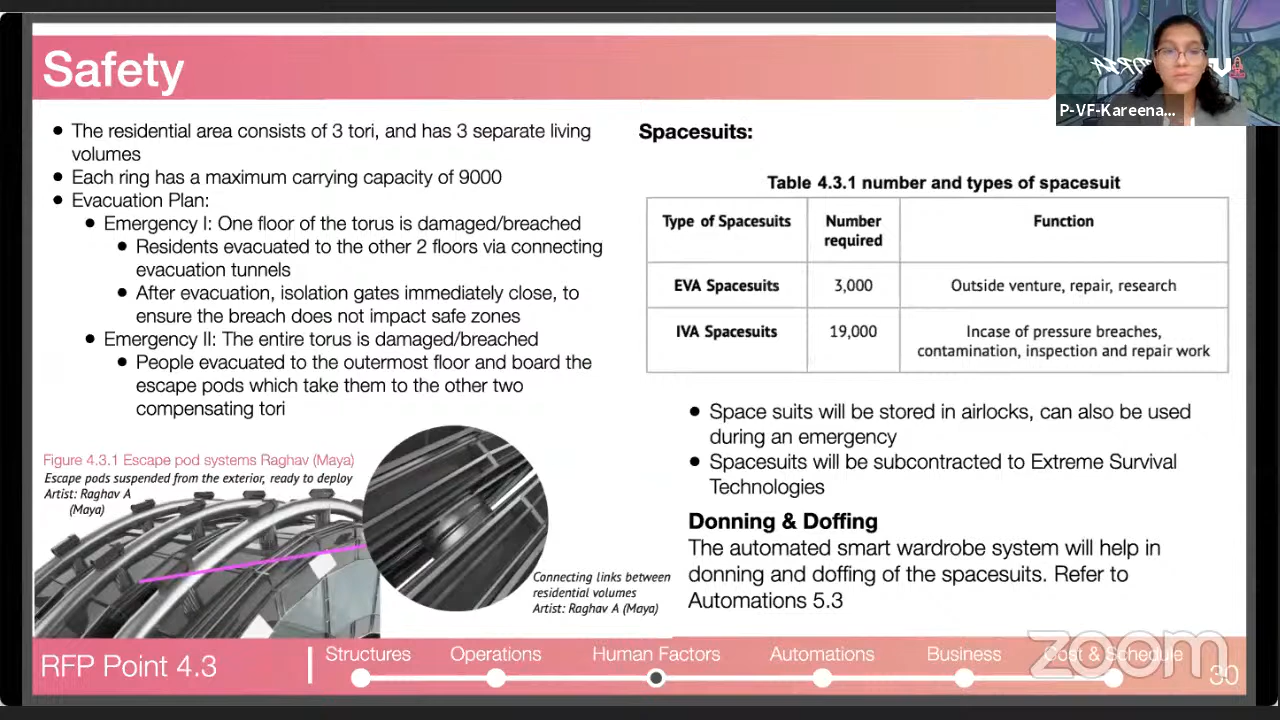 Safety
P-VF-Kareena...
● The residential area consists of 3 tori, and has 3 separate living
volumes
● Each ring has a maximum carrying capacity of 9000
● Evacuation Plan:
● Emergency I: One floor of the torus is damaged/breached
● Residents evacuated to the other 2 floors via connecting
evacuation tunnels
● After evacuation, isolation gates immediately close, to
ensure the breach does not impact safe zones
● Emergency II: The entire torus is damaged/breached
● People evacuated to the outermost floor and board the
escape pods which take them to the other two
compensating tori
Figure 4.3.1 Escape pod systems Raghav (Maya)
Escape pods suspended from the exterior, ready to deploy
Artist: Raghav A
(Maya)
Connecting links between
residential volumes
Artist: Raghav A (Maya)
Spacesuits:
Table 4.3.1 number and types of spacesuit
Type of Spacesuits Number required Function
EVA Spacesuits 3,000 Outside venture, repair, research
IVA Spacesuits 19,000 Incase of pressure breaches,
contamination, inspection and repair work
● Space suits will be stored in airlocks, can also be used
during an emergency
● Spacesuits will be subcontracted to Extreme Survival
Technologies
Donning & Doffing
The automated smart wardrobe system will help in
donning and doffing of the spacesuits. Refer to
Automations 5.3
RFP Point 4.3
Structures Operations Human Factors Automations Business Cost & Schedule
zoom
30